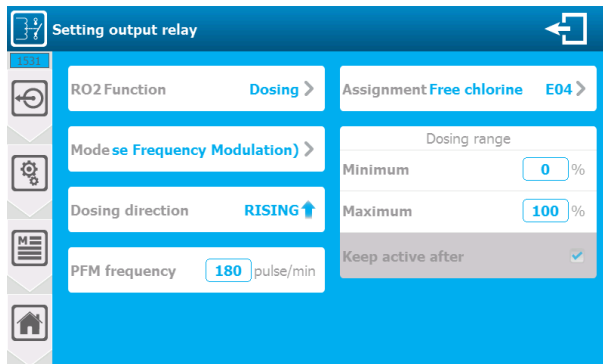 Setting output relay
1531
RO2 Function Dosing
Assignment Free chlorine E04
Mode se Frequency Modulation)
Dosing range
Minimum 0 %
Dosing direction RISING
Maximum 100 %
PFM frequency 180 pulse/min
Keep active after
M